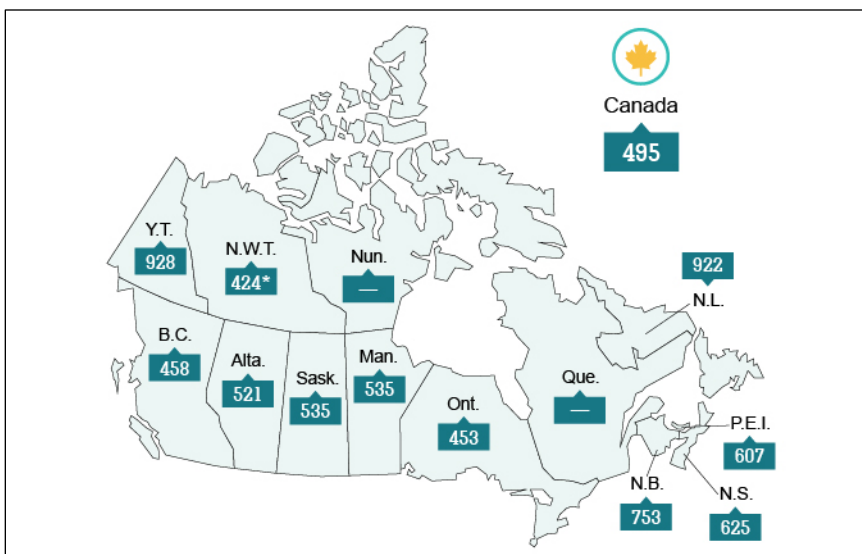 Canada
495
Y.T.
928
N.W.T.
424*
Nun.
—
922
N.L.
B.C.
458
Alta.
521
Sask.
535
Man.
535
Ont.
453
Que.
—
P.E.I.
607
N.B.
753
N.S.
625